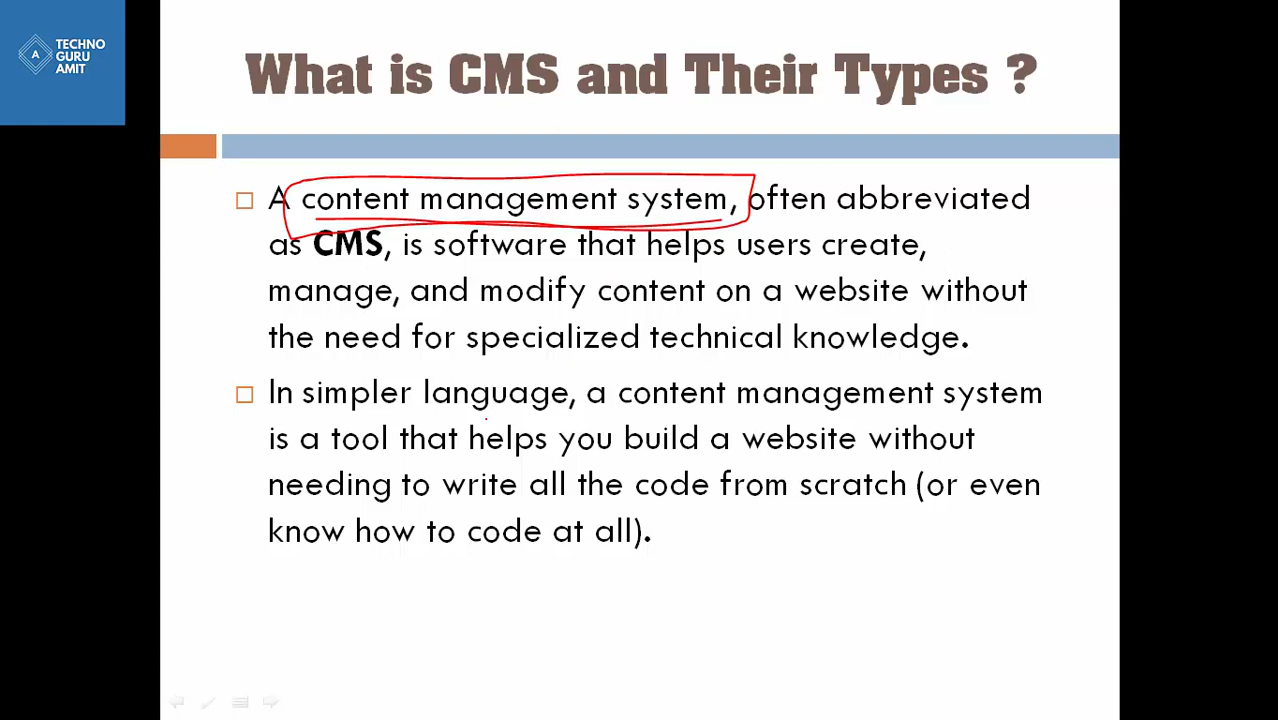 TECHNO
GURU
AMIT
A
What is CMS and Their Types ?
A content management system, often abbreviated
as CMS, is software that helps users create,
manage, and modify content on a website without
the need for specialized technical knowledge.
In simpler language, a content management system
is a tool that helps you build a website without
needing to write all the code from scratch (or even
know how to code at all).